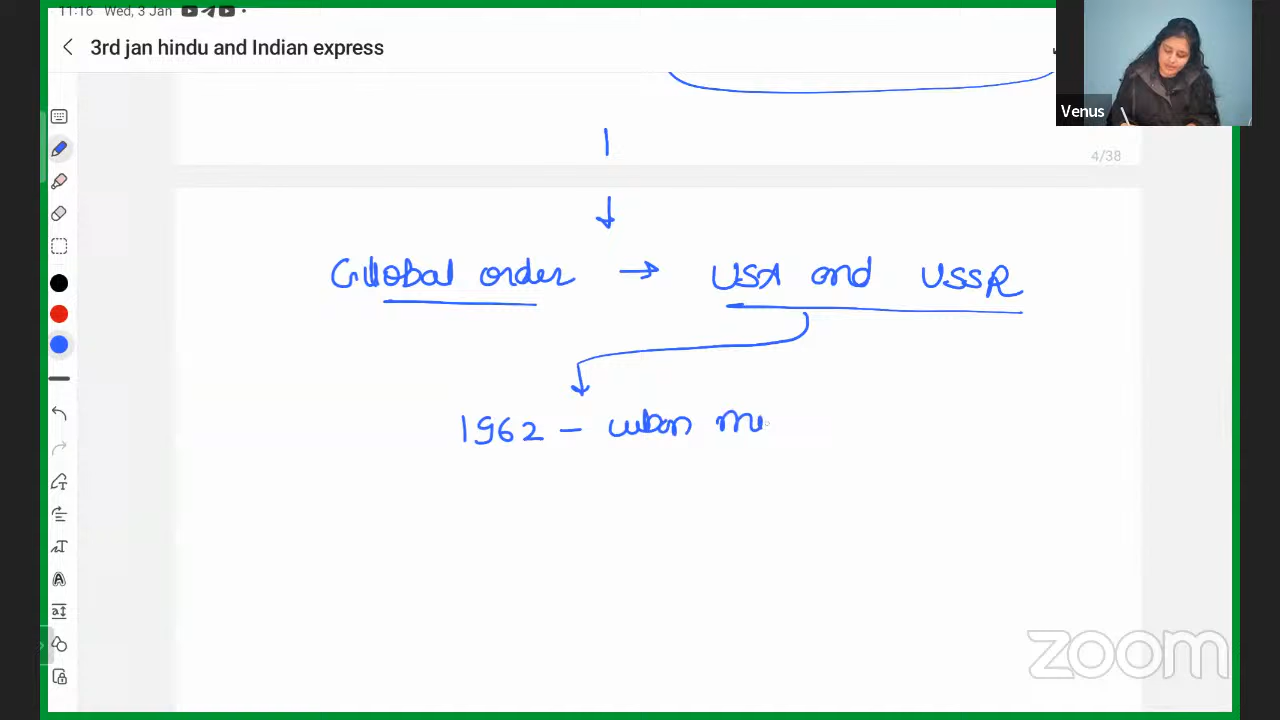 11:16 Wed, 3 Jan
3rd jan hindu and Indian express
Venus
4/38
Global order → USA and USSR
1962 - cuban mi
zoom